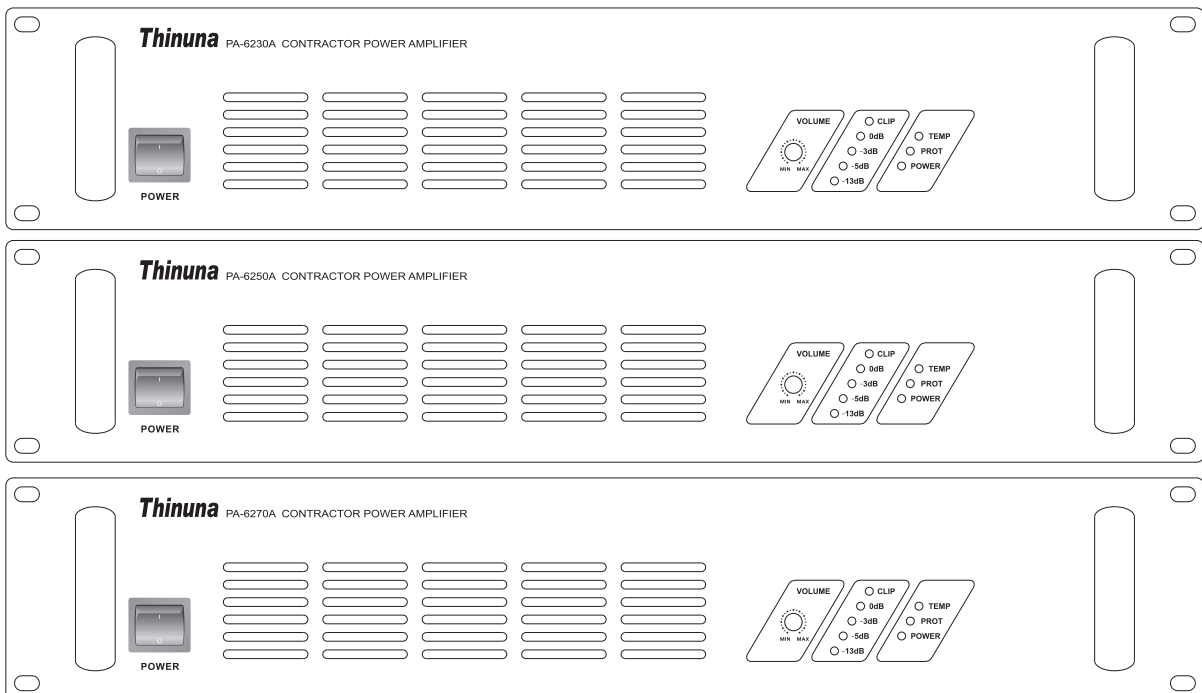 Thinuna PA-6230A CONTRACTOR POWER AMPLIFIER
VOLUME
CLIP
0dB
-3dB
-5dB
-13dB
TEMP
PROT
POWER
MIN MAX
POWER
Thinuna PA-6250A CONTRACTOR POWER AMPLIFIER
VOLUME
CLIP
0dB
-3dB
-5dB
-13dB
TEMP
PROT
POWER
MIN MAX
POWER
Thinuna PA-6270A CONTRACTOR POWER AMPLIFIER
VOLUME
CLIP
0dB
-3dB
-5dB
-13dB
TEMP
PROT
POWER
MIN MAX
POWER